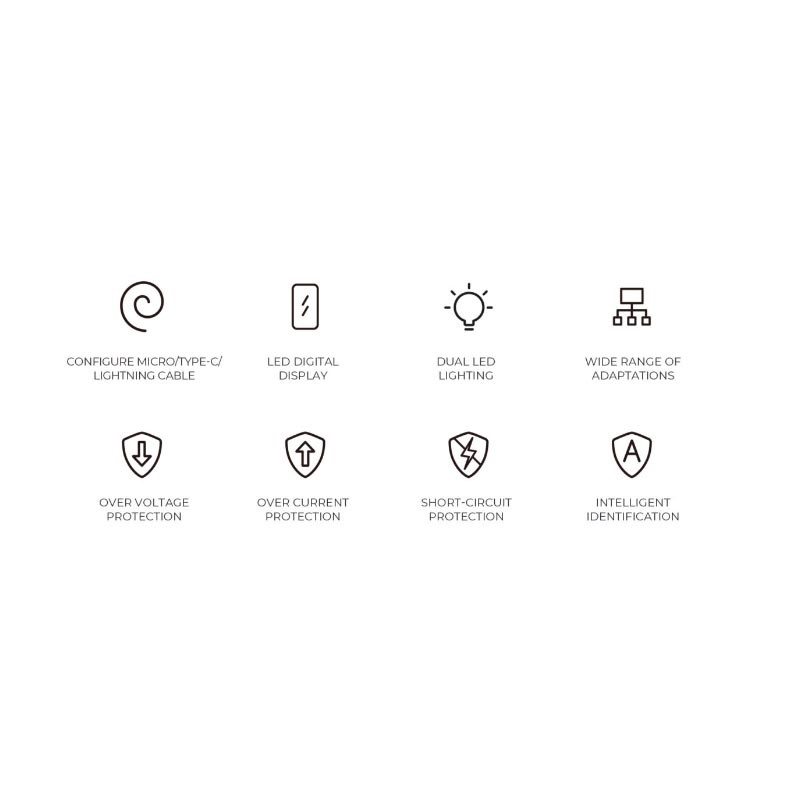 CONFIGURE MICRO/TYPE-C/
LIGHTNING CABLE
LED DIGITAL
DISPLAY
DUAL LED
LIGHTING
WIDE RANGE OF
ADAPTATIONS
OVER VOLTAGE
PROTECTION
OVER CURRENT
PROTECTION
SHORT-CIRCUIT
PROTECTION
A
INTELLIGENT
IDENTIFICATION